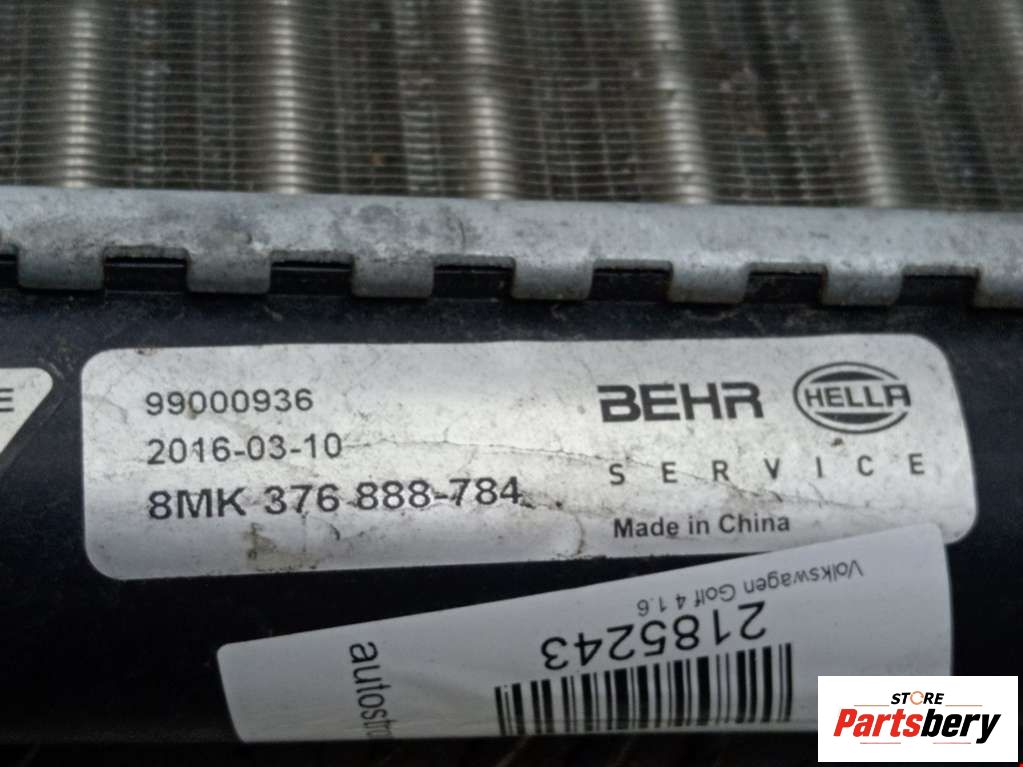 E
99000936
2016-03-10
8MK 376 888-784
BEHR HELLA
SERVICE
Made in China
Volkswagen Golf 4 1.6
2185243
STORE
Partsbery